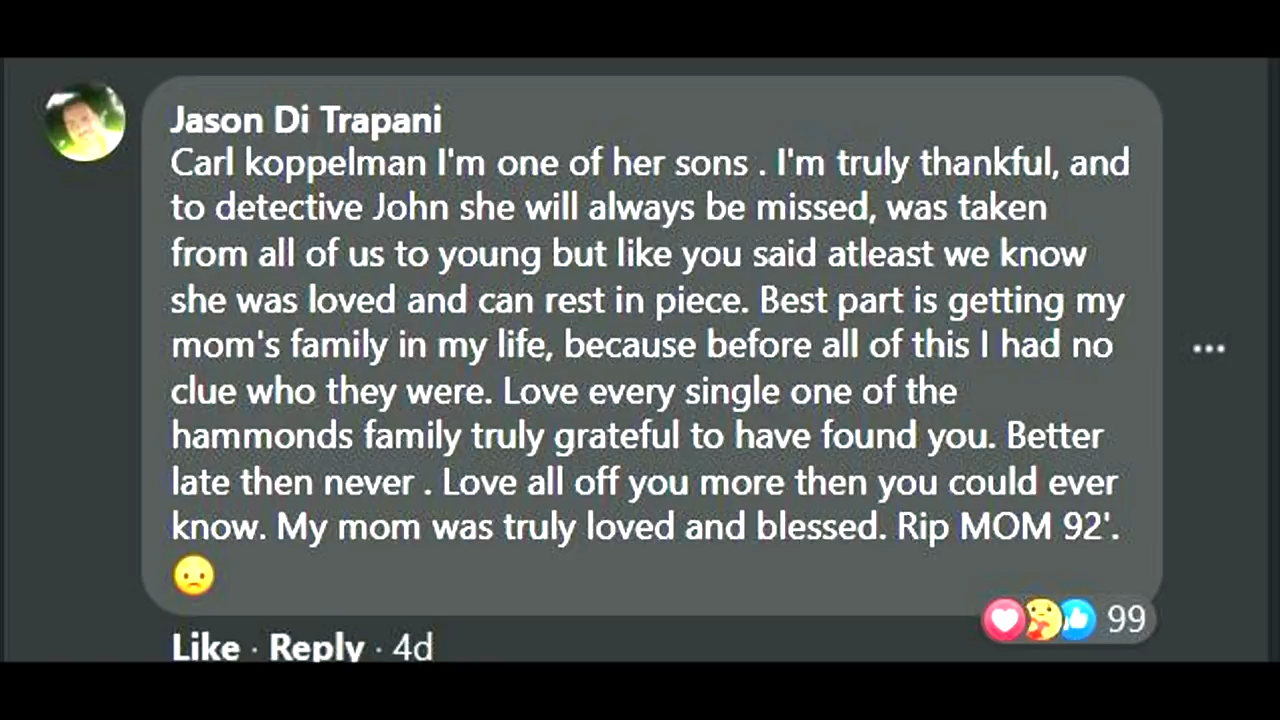 Jason Di Trapani
Carl koppelman I'm one of her sons . I'm truly thankful, and
to detective John she will always be missed, was taken
from all of us to young but like you said atleast we know
she was loved and can rest in piece. Best part is getting my
mom's family in my life, because before all of this I had no
clue who they were. Love every single one of the
hammonds family truly grateful to have found you. Better
late then never . Love all off you more then you could ever
know. My mom was truly loved and blessed. Rip MOM 92'.
🙁
99
Like · Reply · 4d